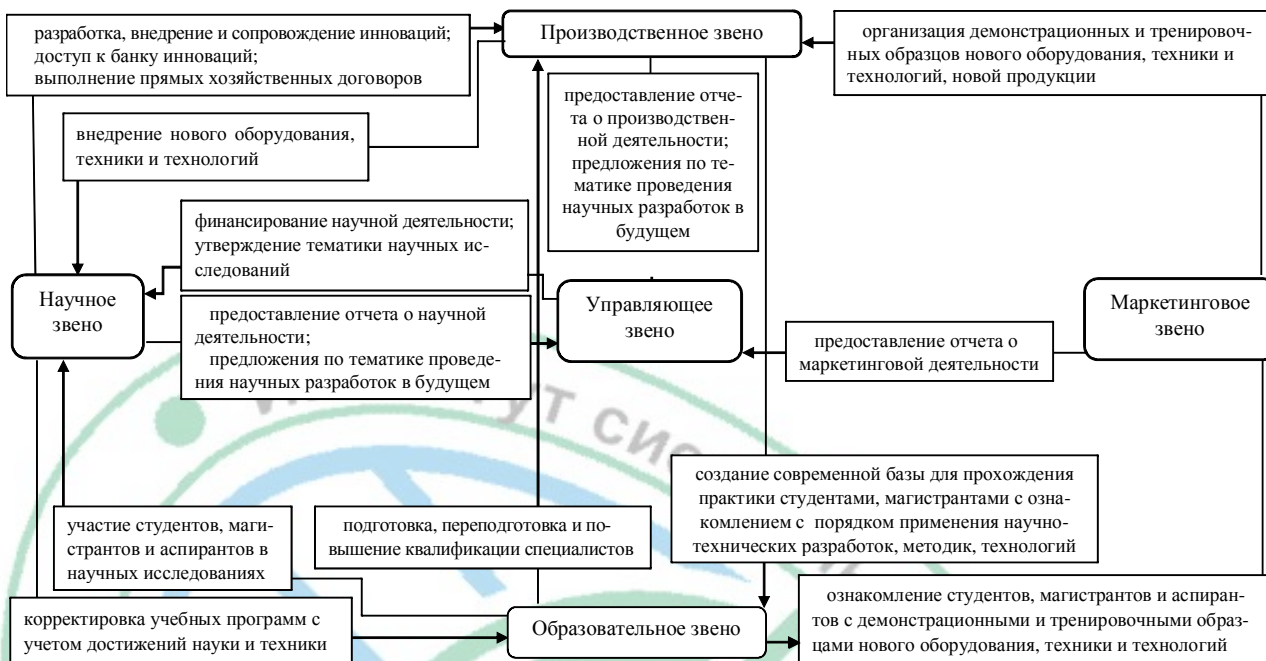 разработка, внедрение и сопровождение инноваций;
доступ к банку инноваций;
выполнение прямых хозяйственных договоров
Производственное звено
организация демонстрационных и тренировоч-
ных образцов нового оборудования, техники и
технологий, новой продукции
внедрение нового оборудования,
техники и технологий
предоставление отче-
та о производствен-
ной деятельности;
предложения по те-
матике проведения
научных разработок в
будущем
финансирование научной деятельности;
утверждение тематики научных ис-
следований
Научное
звено
Управляющее
звено
Маркетинговое
звено
предоставление отчета о научной
деятельности;
предложения по тематике проведе-
ния научных разработок в будущем
предоставление отчета о
маркетинговой деятельности
создание современной базы для прохождения
практики студентами, магистрантами с озна-
комлением с порядком применения научно-
технических разработок, методик, технологий
участие студентов, маги-
странтов и аспирантов в
научных исследованиях
подготовка, переподготовка и по-
вышение квалификации специалистов
корректировка учебных программ с
учетом достижений науки и техники
Образовательное звено
ознакомление студентов, магистрантов и аспиран-
тов с демонстрационными и тренировочными образ-
цами нового оборудования, техники и технологий